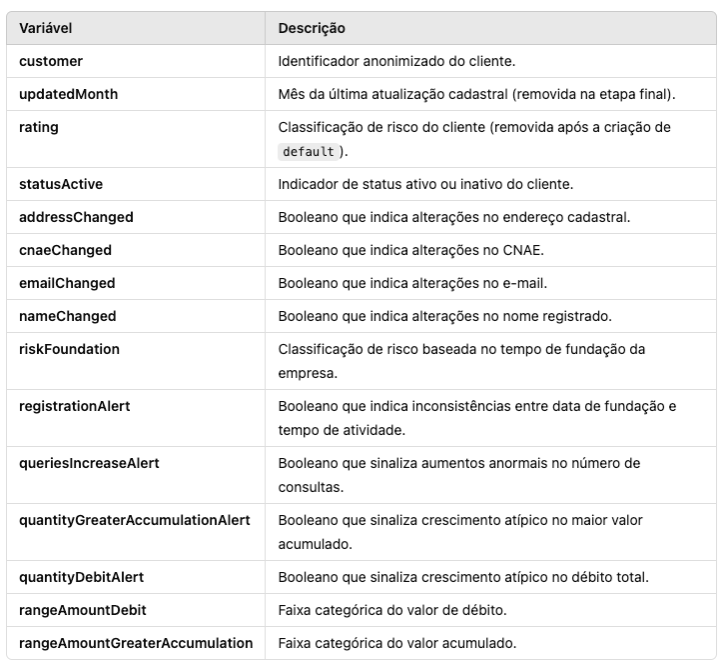 Variável Descrição
customer Identificador anonimizado do cliente.
updatedMonth Mês da última atualização cadastral (removida na etapa final).
rating Classificação de risco do cliente (removida após a criação de
default ).
statusActive Indicador de status ativo ou inativo do cliente.
addressChanged Booleano que indica alterações no endereço cadastral.
cnaeChanged Booleano que indica alterações no CNAE.
emailChanged Booleano que indica alterações no e-mail.
nameChanged Booleano que indica alterações no nome registrado.
riskFoundation Classificação de risco baseada no tempo de fundação da
empresa.
registrationAlert Booleano que indica inconsistências entre data de fundação e
tempo de atividade.
queriesIncreaseAlert Booleano que sinaliza aumentos anormais no número de
consultas.
quantityGreaterAccumulationAlert Booleano que sinaliza crescimento atípico no maior valor
acumulado.
quantityDebitAlert Booleano que sinaliza crescimento atípico no débito total.
rangeAmountDebit Faixa categórica do valor de débito.
rangeAmountGreaterAccumulation Faixa categórica do valor acumulado.